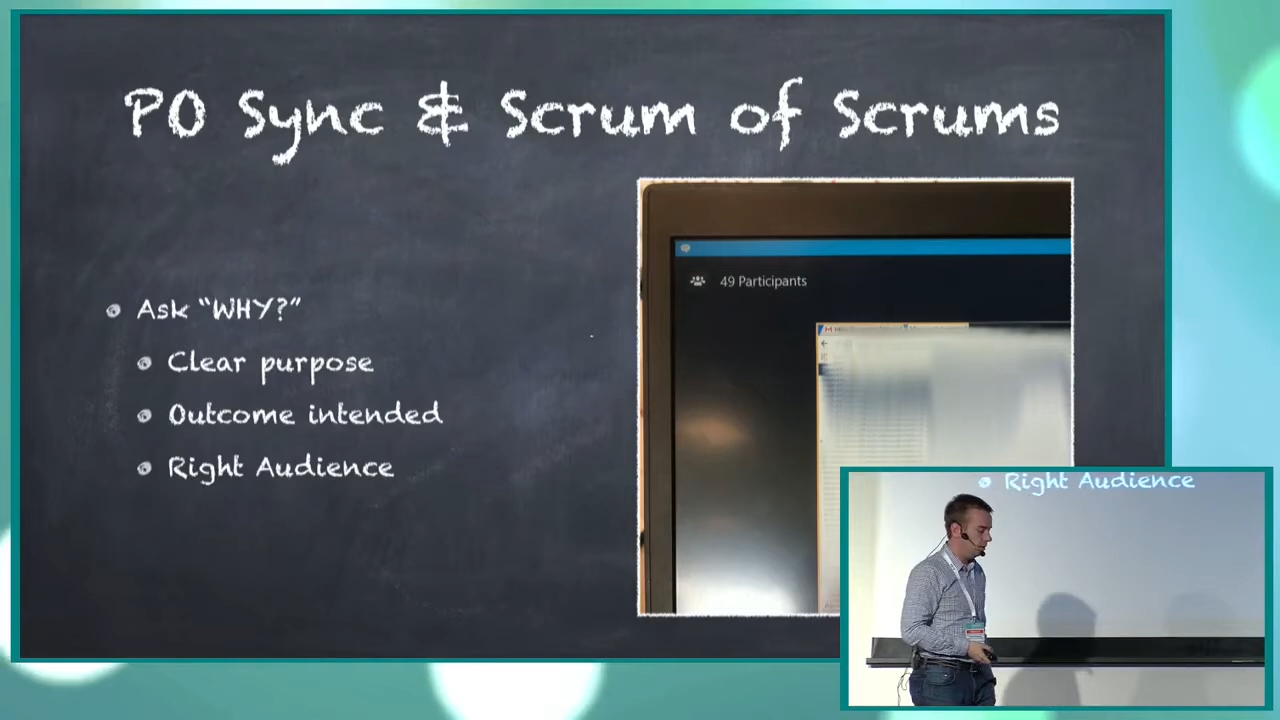 PO Sync & Scrum of Scrums
Ask “WHY?”
Clear purpose
Outcome intended
Right Audience
49 Participants
Right Audience